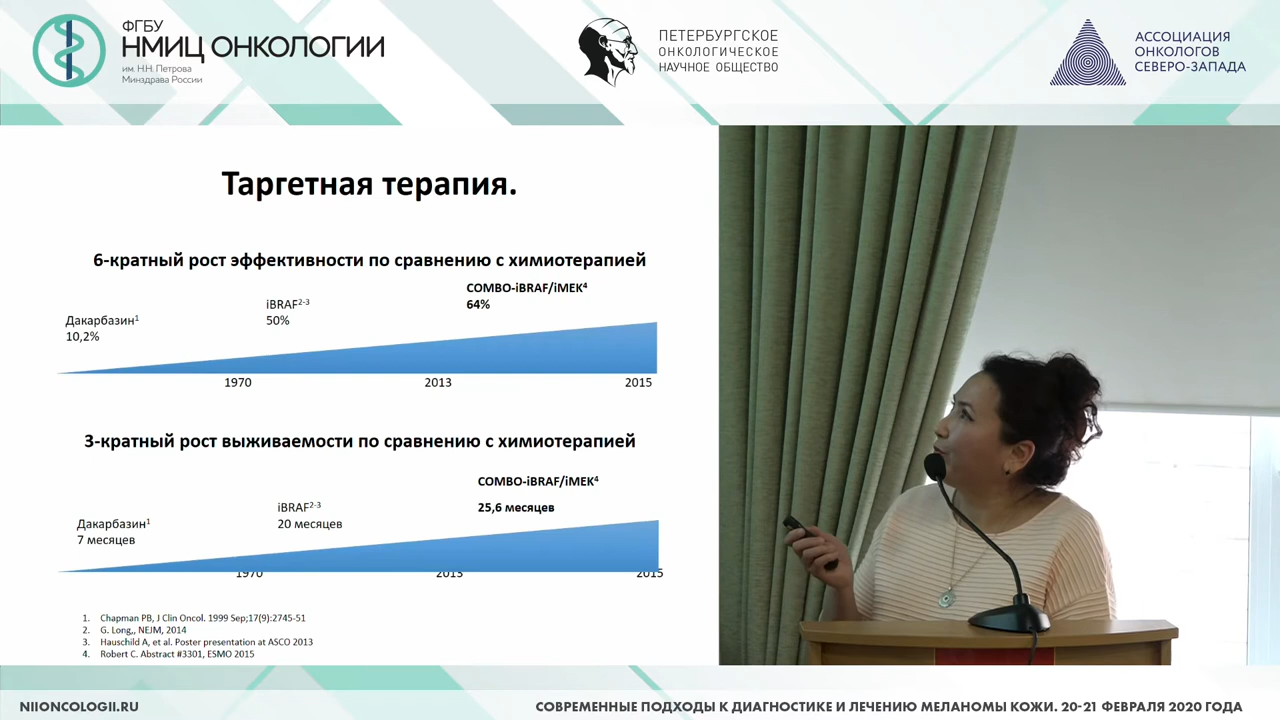 ФГБУ
НМИЦ ОНКОЛОГИИ
им. Н.Н. Петрова
Минздрава России
ПЕТЕРБУРГСКОЕ
ОНКОЛОГИЧЕСКОЕ
НАУЧНОЕ ОБЩЕСТВО
АССОЦИАЦИЯ
ОНКОЛОГОВ
СЕВЕРО-ЗАПАДА
Таргетная терапия.
6-кратный рост эффективности по сравнению с химиотерапией
COMBO-iBRAF/iMEK4
64%
iBRAF2-3
50%
Дакарбазин1
10,2%
1970 2013 2015
3-кратный рост выживаемости по сравнению с химиотерапией
COMBO-iBRAF/iMEK4
25,6 месяцев
iBRAF2-3
20 месяцев
Дакарбазин1
7 месяцев
1970 2013 2015
1. Chapman PB, J Clin Oncol. 1999 Sep;17(9):2745-51
2. G. Long,, NEJM, 2014
3. Hauschild A, et al. Poster presentation at ASCO 2013
4. Robert C. Abstract #3301, ESMO 2015
NIIONCOLOGII.RU
СОВРЕМЕННЫЕ ПОДХОДЫ К ДИАГНОСТИКЕ И ЛЕЧЕНИЮ МЕЛАНОМЫ КОЖИ. 20-21 ФЕВРАЛЯ 2020 ГОДА